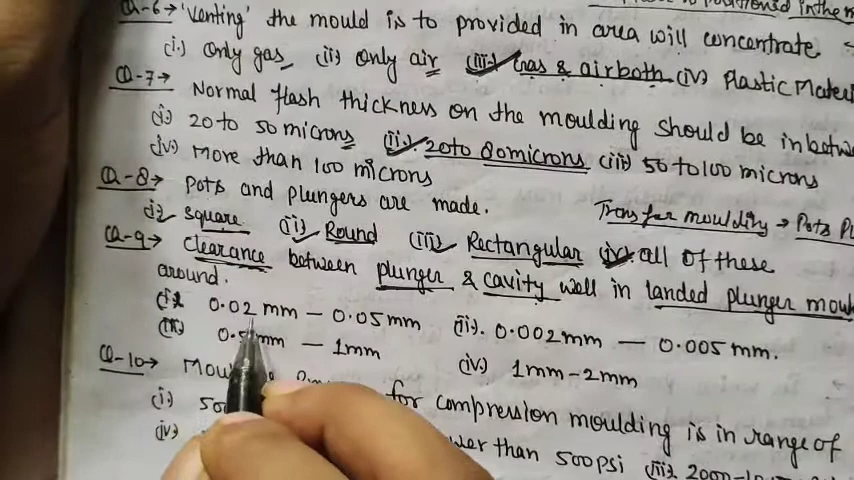 Q-6→ 'Venting' the mould is to provided in area will concentrate
(i) Only gas (ii) Only air (iii) Gas & air both (iv) Plastic
Q-7→ Normal flash thickness on the moulding should be in
(i) 20 to 50 microns (ii) 20 to 80 microns (iii) 50 to 100 microns
(iv) More than 100 microns
Q-8→ Pots and plungers are made.
Transfer moulding → Pots
(i) Square (ii) Round (iii) Rectangular (iv) all of these
Q-9→ Clearance between plunger & cavity wall in landed plunger
around.
(i) 0.02 mm – 0.05 mm (ii). 0.002 mm – 0.005 mm.
(iii) mm – 1mm (iv) 1mm – 2mm
Q-10→ for compression moulding is in range of
(i)
(iv) than 500 psi (iii)